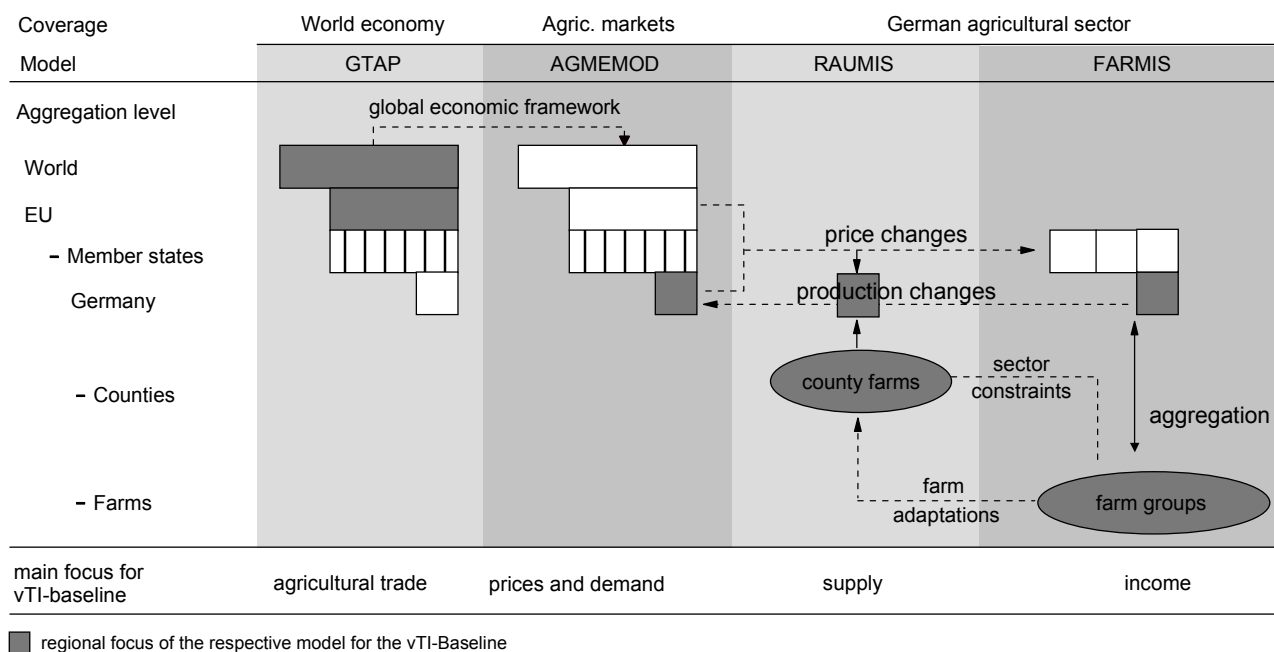 Coverage
World economy
Agric. markets
German agricultural sector
Model
GTAP
AGMEMOD
RAUMIS
FARMIS
Aggregation level
global economic framework
World
EU
– Member states
price changes
Germany
production changes
– Counties
county farms
sector
constraints
aggregation
– Farms
farm
adaptations
farm groups
main focus for
vTI-baseline
agricultural trade
prices and demand
supply
income
regional focus of the respective model for the vTI-Baseline